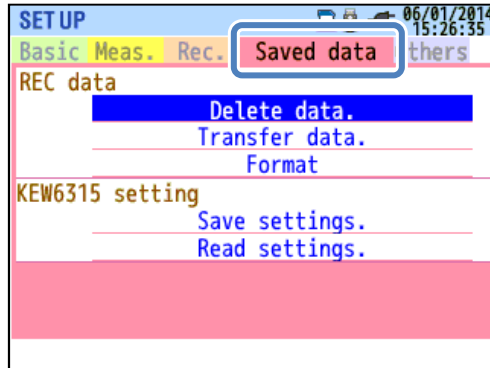 SET UP 06/01/2014
15:26:35
Basic Meas. Rec. Saved data thers
REC data
Delete data.
Transfer data.
Format
KEW6315 setting
Save settings.
Read settings.